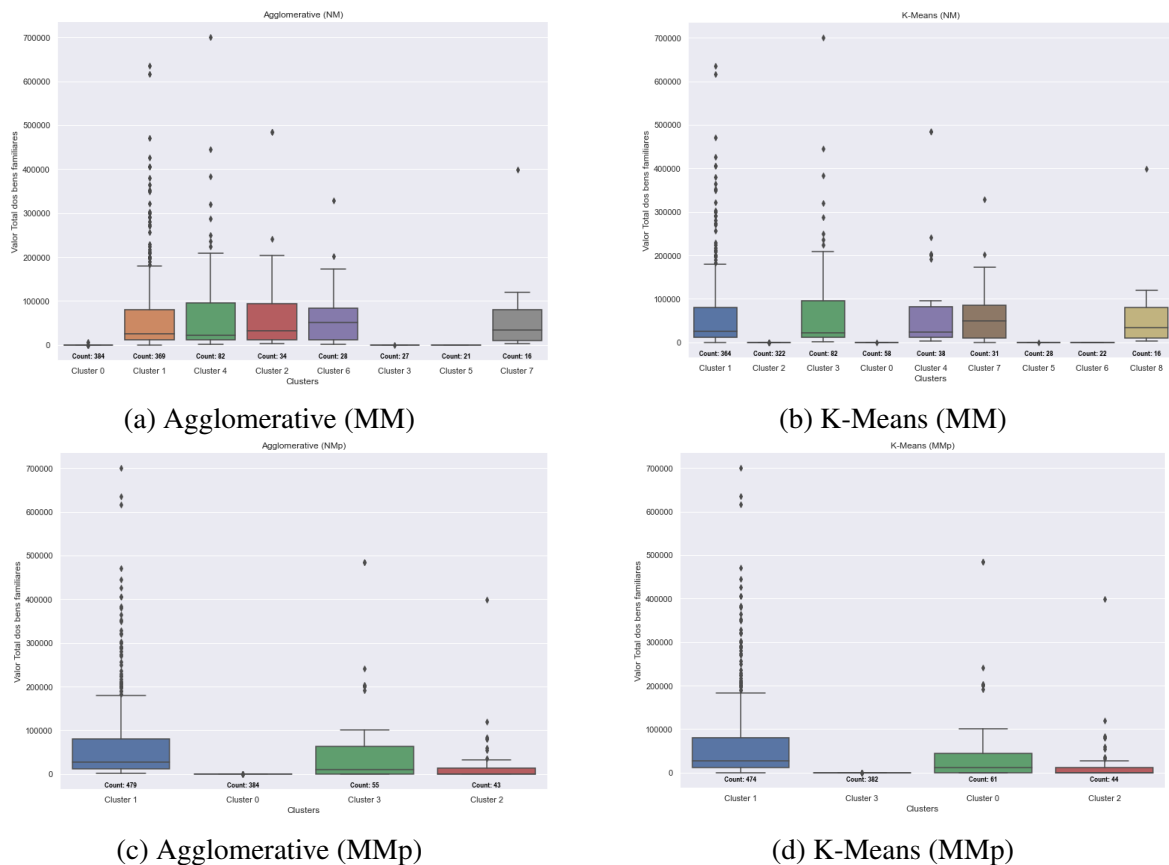 Agglomerative (NM)
Valor Total dos bens familiares
700000
600000
500000
400000
300000
200000
100000
0
Count: 384 Count: 369 Count: 82 Count: 34 Count: 28 Count: 27 Count: 21 Count: 16
Cluster 0 Cluster 1 Cluster 4 Cluster 2 Cluster 6 Cluster 3 Cluster 5 Cluster 7
Clusters
(a) Agglomerative (MM)
K-Means (NM)
Valor Total dos bens familiares
700000
600000
500000
400000
300000
200000
100000
0
Count: 364 Count: 322 Count: 82 Count: 58 Count: 38 Count: 31 Count: 28 Count: 22 Count: 16
Cluster 1 Cluster 2 Cluster 3 Cluster 0 Cluster 4 Cluster 7 Cluster 5 Cluster 6 Cluster 8
Clusters
(b) K-Means (MM)
Agglomerative (NMp)
Valor Total dos bens familiares
700000
600000
500000
400000
300000
200000
100000
0
Count: 479 Count: 384 Count: 55 Count: 43
Cluster 1 Cluster 0 Cluster 3 Cluster 2
Clusters
(c) Agglomerative (MMp)
K-Means (MMp)
Valor Total dos bens familiares
700000
600000
500000
400000
300000
200000
100000
0
Count: 474 Count: 382 Count: 61 Count: 44
Cluster 1 Cluster 3 Cluster 0 Cluster 2
Clusters
(d) K-Means (MMp)